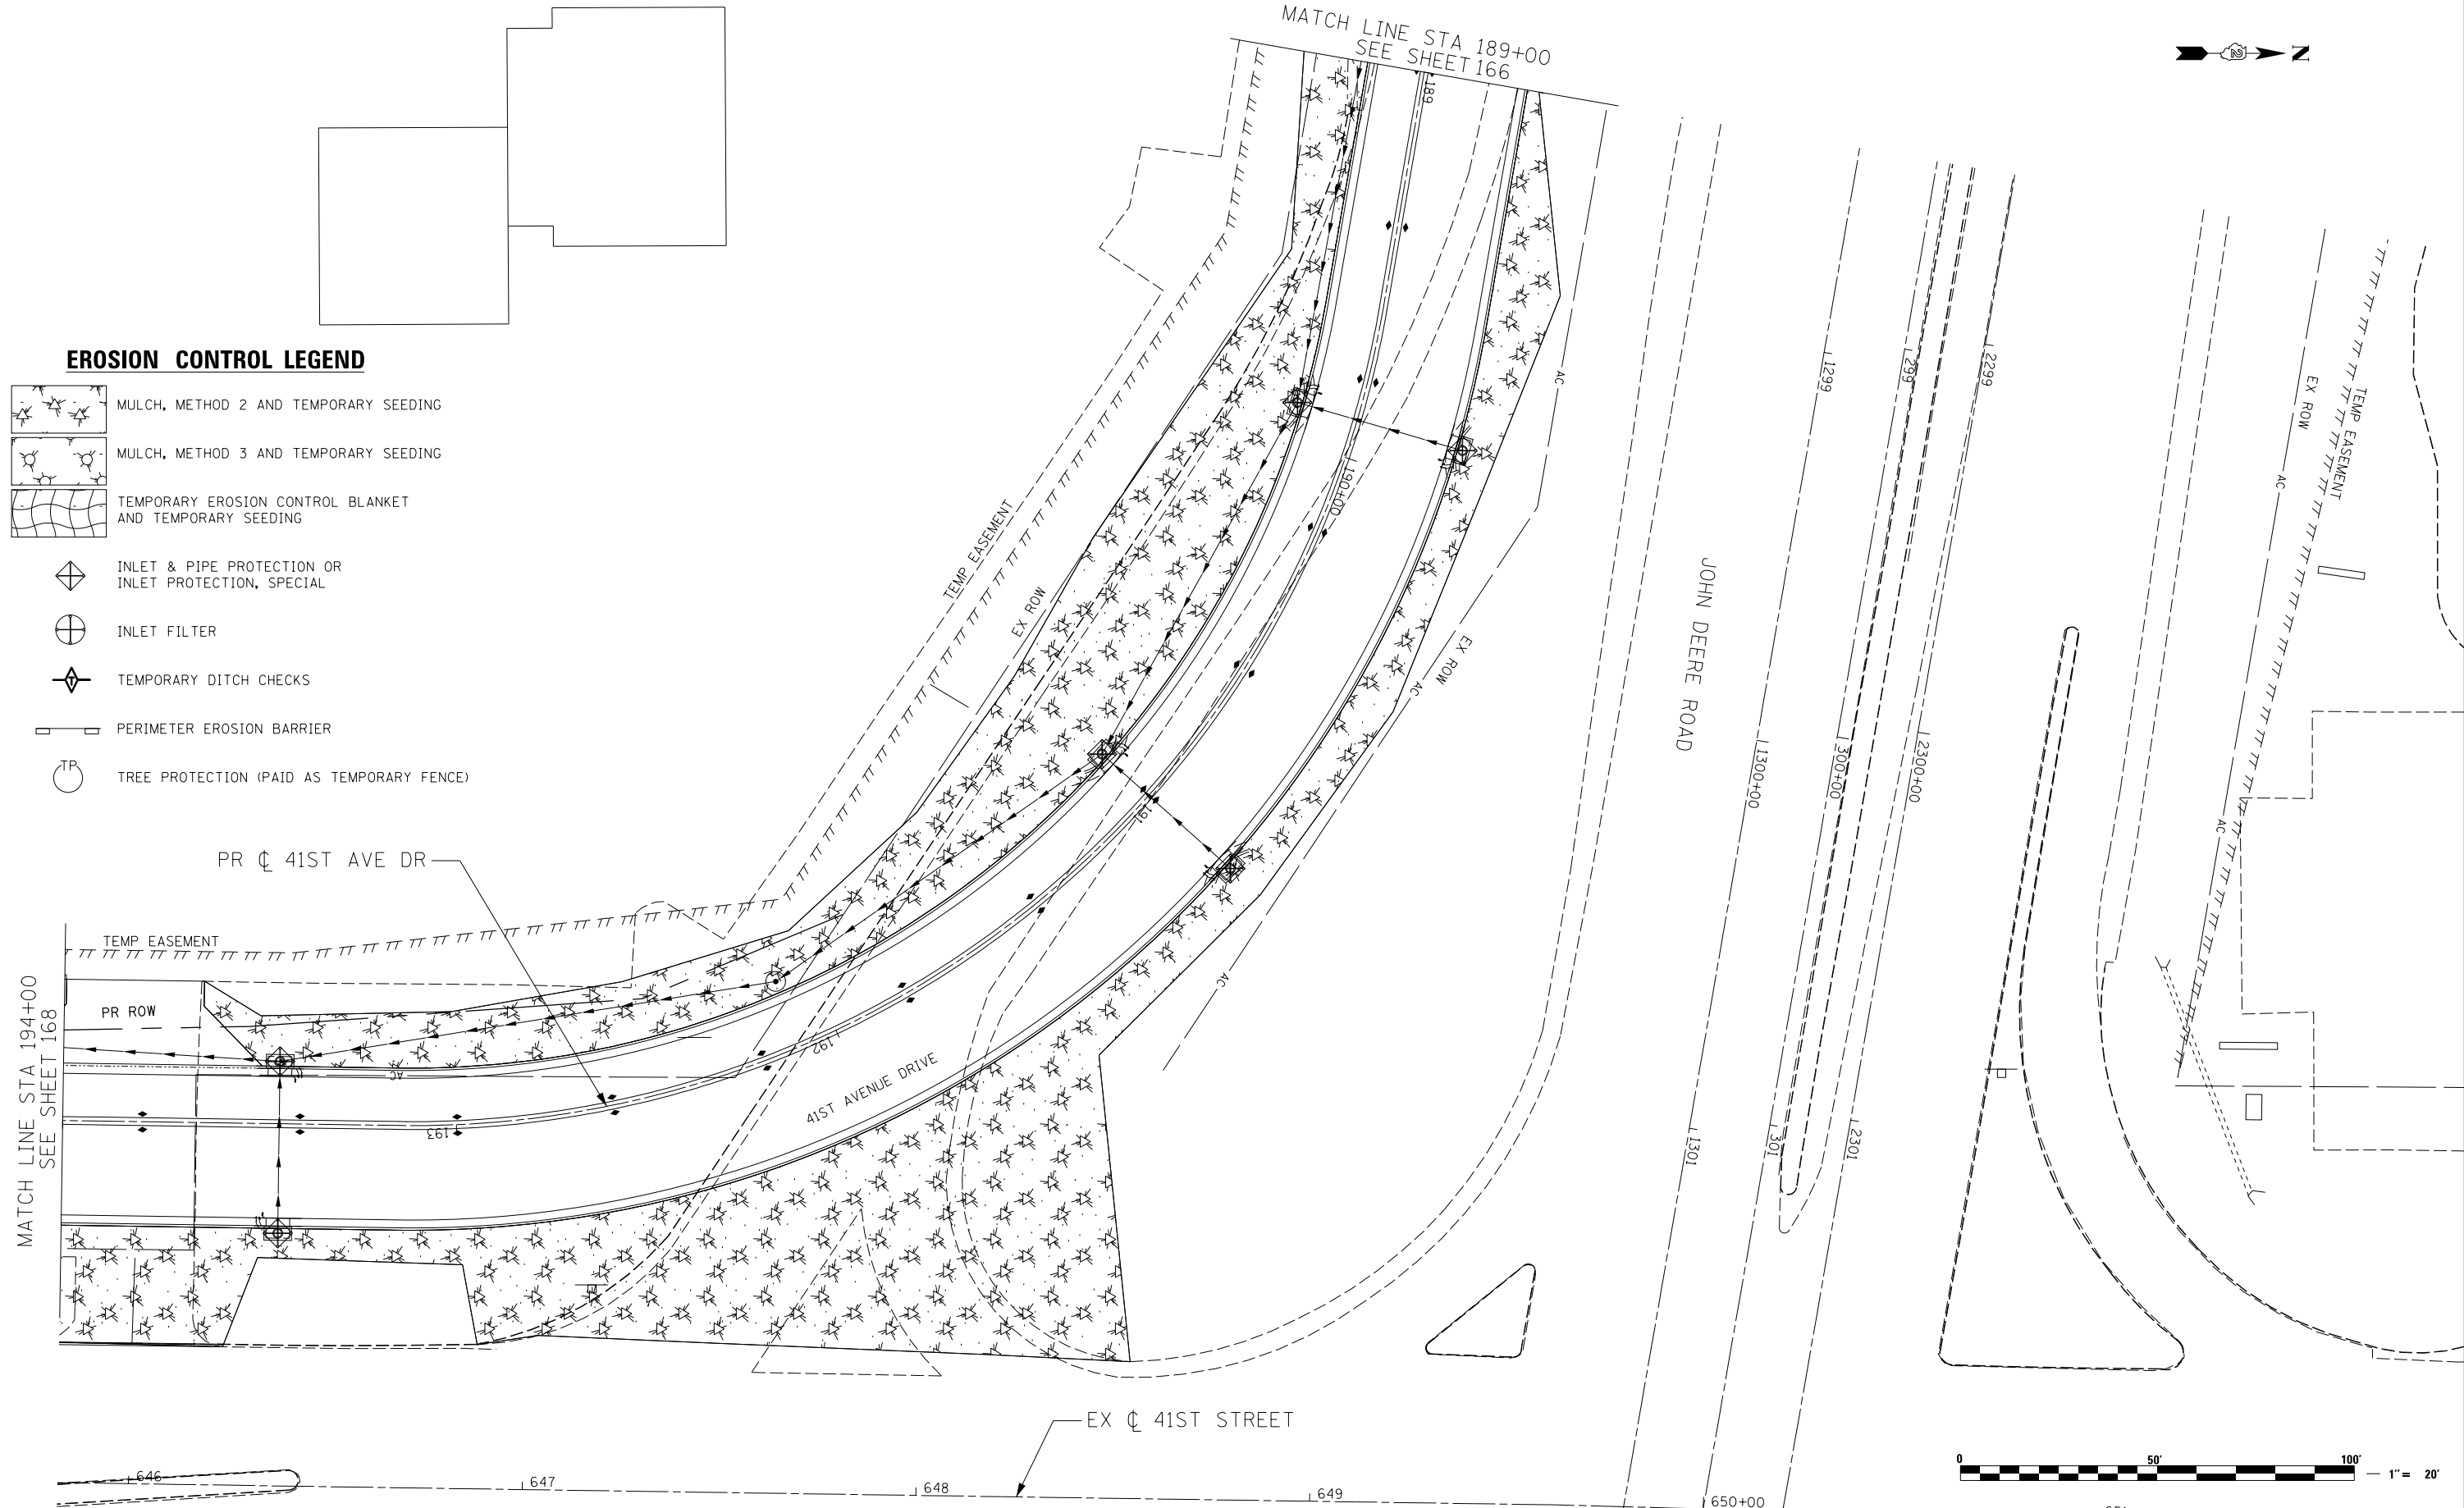 MATCH LINE STA 189+00
SEE SHEET 166
N
189
EROSION CONTROL LEGEND
MULCH, METHOD 2 AND TEMPORARY SEEDING
MULCH, METHOD 3 AND TEMPORARY SEEDING
TEMPORARY EROSION CONTROL BLANKET
AND TEMPORARY SEEDING
INLET & PIPE PROTECTION OR
INLET PROTECTION, SPECIAL
INLET FILTER
T
TEMPORARY DITCH CHECKS
PERIMETER EROSION BARRIER
TP
TREE PROTECTION (PAID AS TEMPORARY FENCE)
AC
1299
299
2299
EX ROW
TEMP EASEMENT
AC
190+00
TEMP EASEMENT
EX ROW
EX ROW
AC
JOHN DEERE ROAD
1300+00
300+00
2300+00
AC
191
PR ℄ 41ST AVE DR
TEMP EASEMENT
PR ROW
AC
192
AC
41ST AVENUE DRIVE
193
MATCH LINE STA 194+00
SEE SHEET 168
1301
301
2301
EX ℄ 41ST STREET
646
647
648
649
650+00
0 50' 100'
1" = 20'